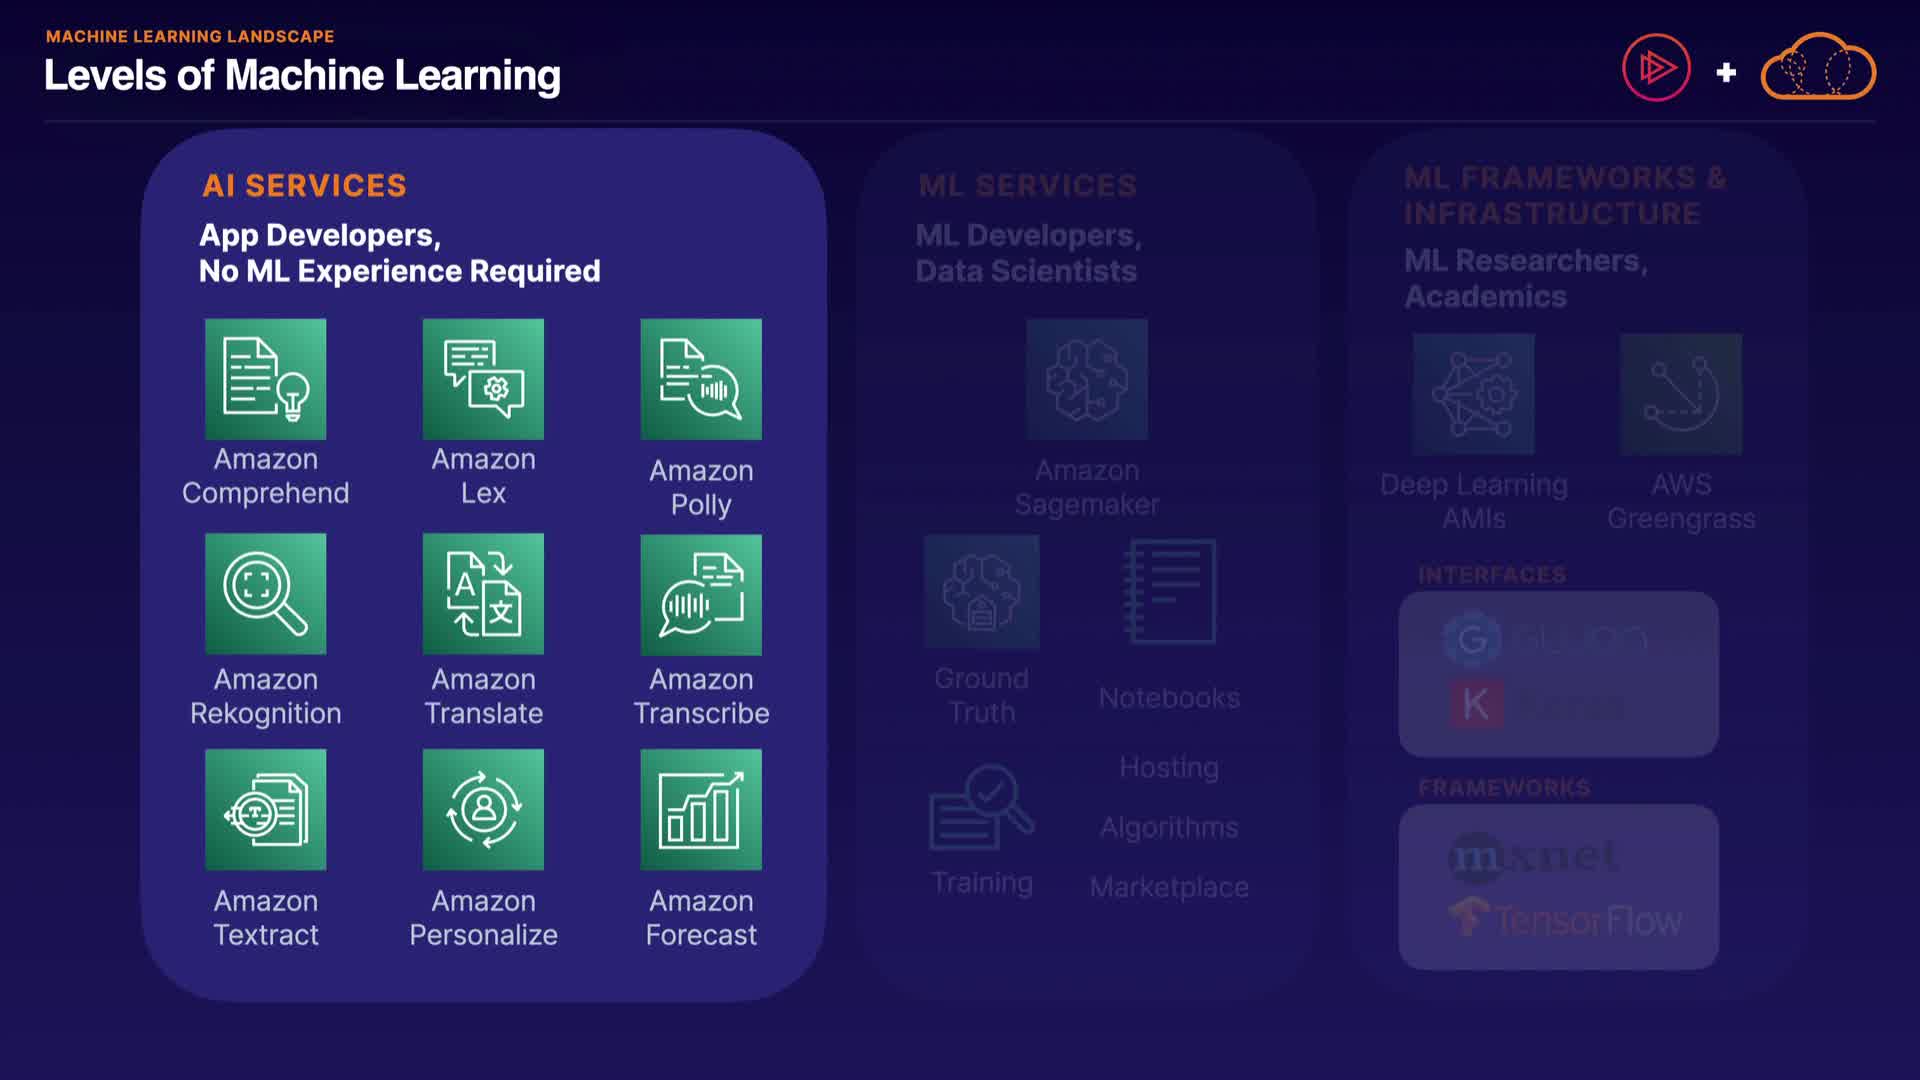 MACHINE LEARNING LANDSCAPE
Levels of Machine Learning
AI SERVICES
App Developers,
No ML Experience Required
Amazon
Comprehend
Amazon
Lex
Amazon
Polly
Amazon
Rekognition
Amazon
Translate
Amazon
Transcribe
Amazon
Textract
Amazon
Personalize
Amazon
Forecast
ML SERVICES
ML Developers,
Data Scientists
Amazon
Sagemaker
Ground
Truth
Notebooks
Training
Hosting
Algorithms
Marketplace
ML FRAMEWORKS &
INFRASTRUCTURE
ML Researchers,
Academics
Deep Learning
AMIs
AWS
Greengrass
INTERFACES
GLUON
K
FRAMEWORKS
mxnet
TensorFlow